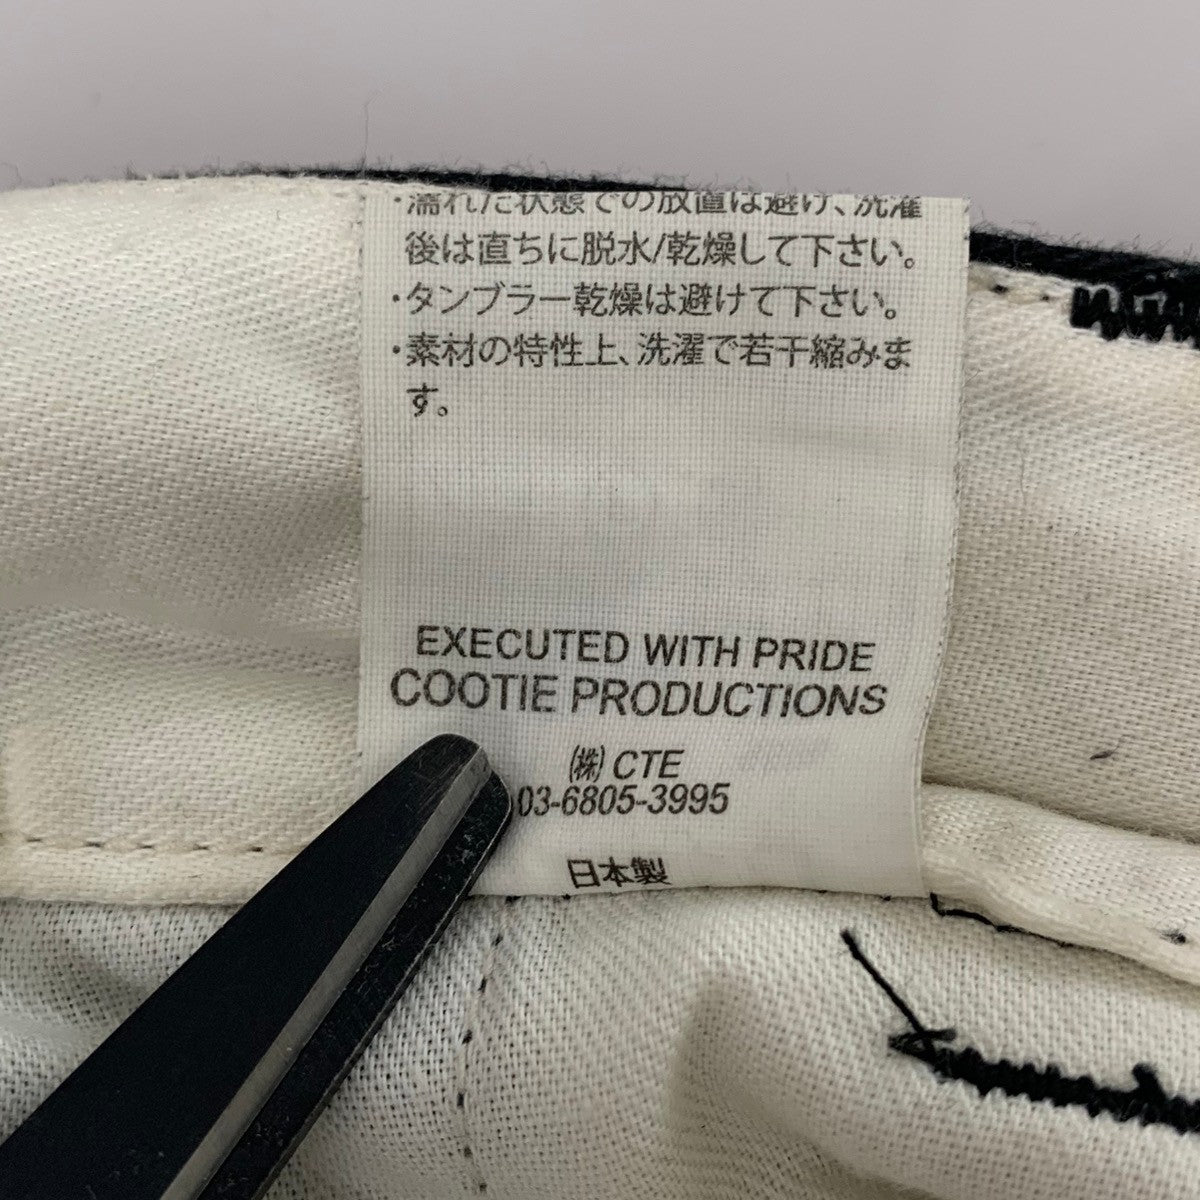 ・濡れた状態での放置は避け、洗濯
後は直ちに脱水/乾燥して下さい。
・タンブラー乾燥は避けて下さい。
・素材の特性上、洗濯で若干縮みま
す。
EXECUTED WITH PRIDE
COOTIE PRODUCTIONS
(株) CTE
03-6805-3995
日本製